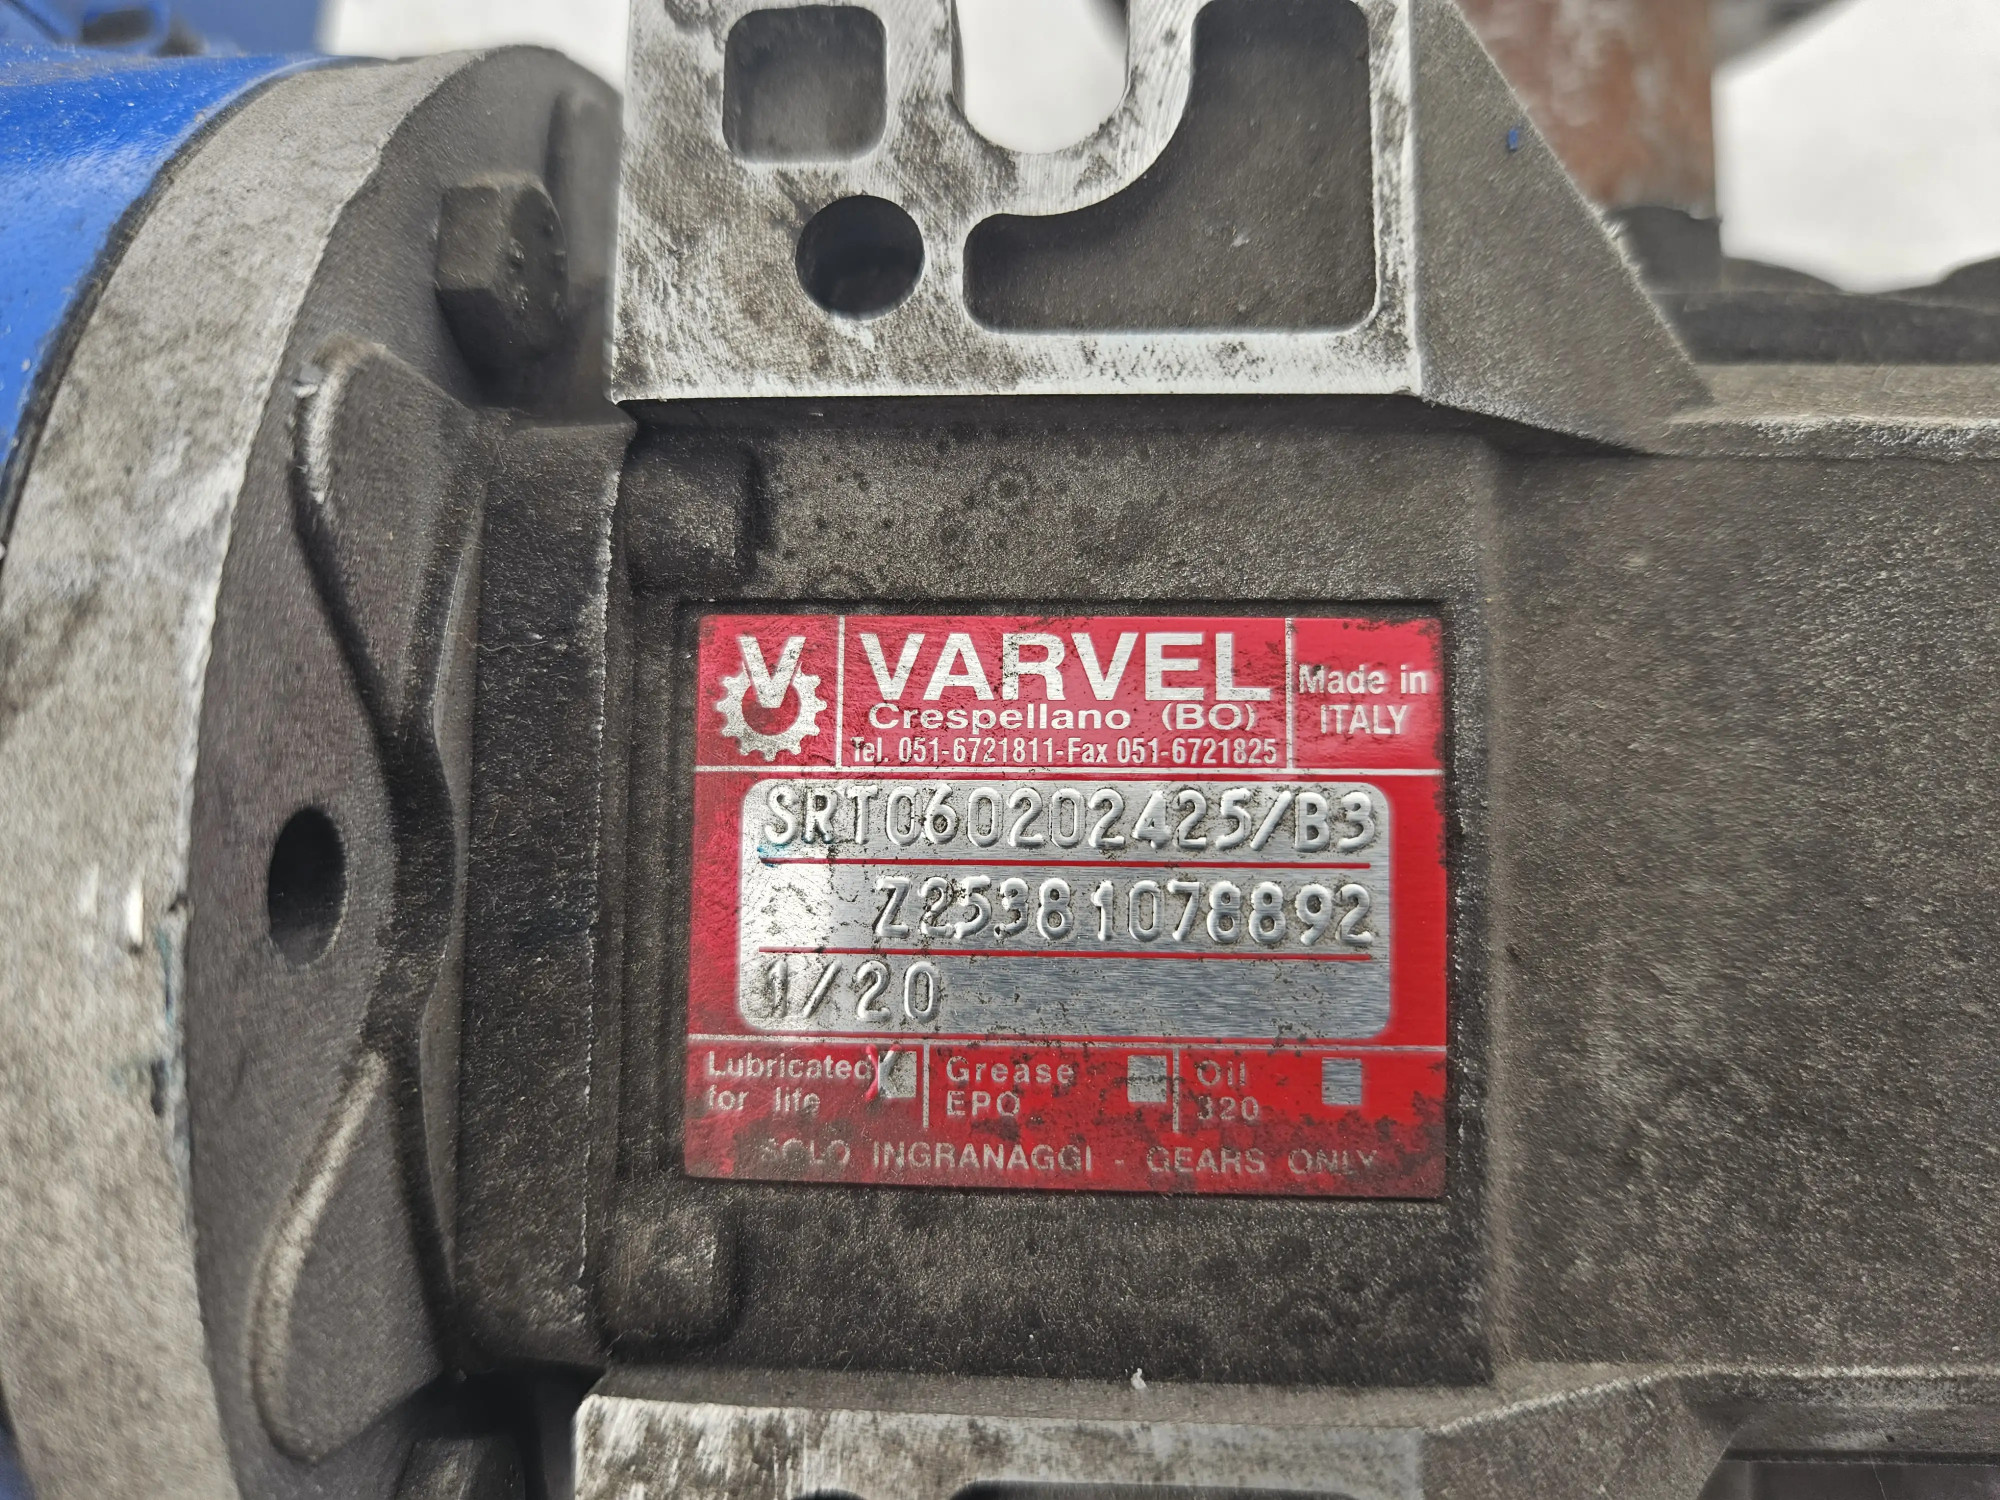 V
VARVEL
Crespellano (BO)
Tel. 051-6721811-Fax 051-6721825
Made in
ITALY
SRT060202425/B3
Z25381078892
1/20
Lubricated
for life
Grease
EPO
Oil
320
SOLO INGRANAGGI - GEARS ONLY